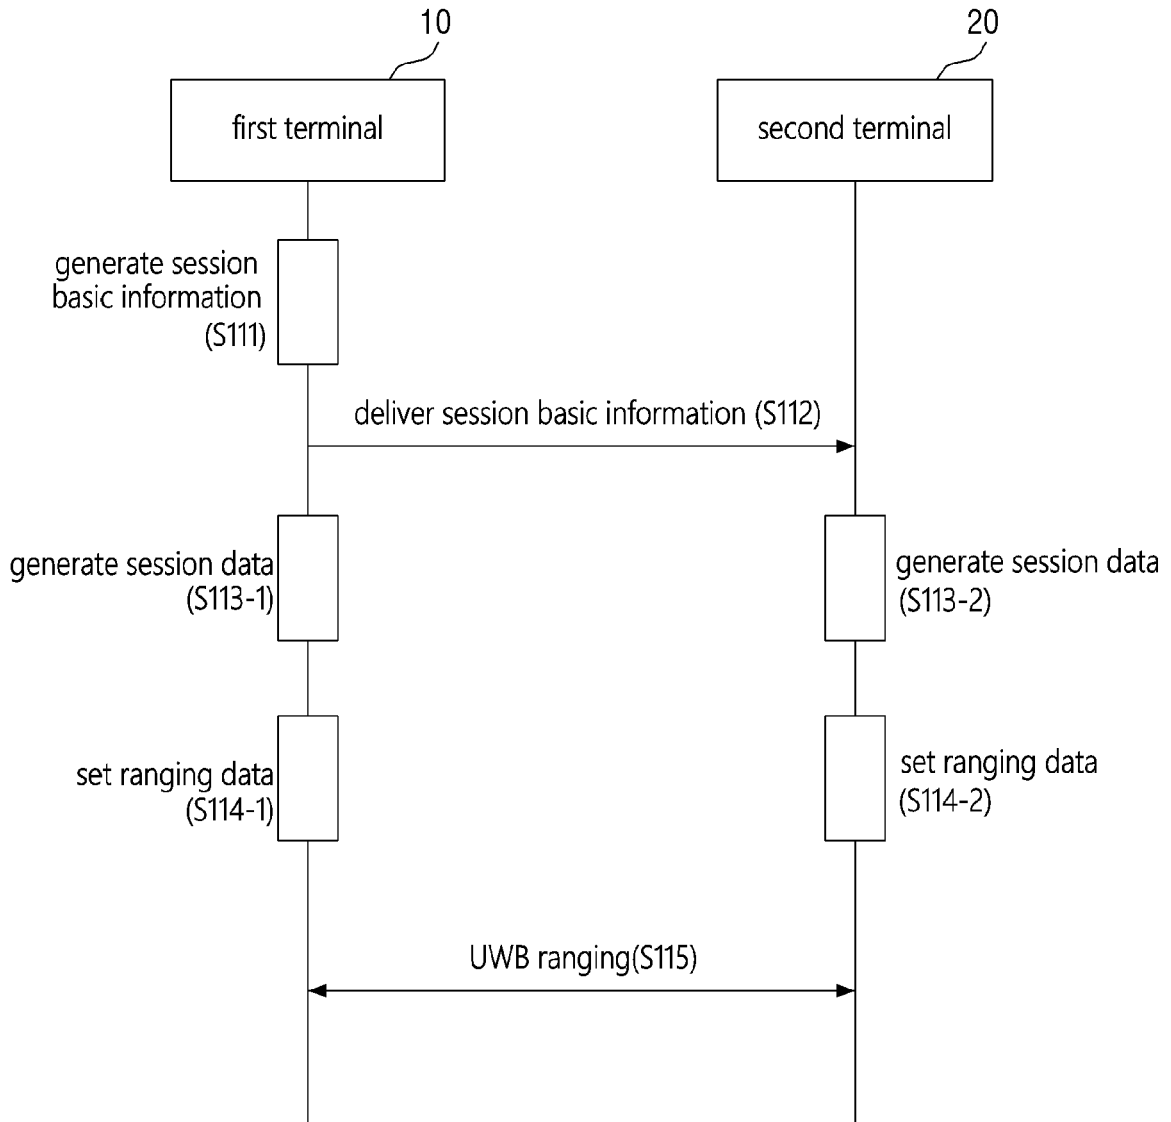 10
20
first terminal
second terminal
generate session
basic information
(S111)
deliver session basic information (S112)
generate session data
(S113-1)
generate session data
(S113-2)
set ranging data
(S114-1)
set ranging data
(S114-2)
UWB ranging(S115)